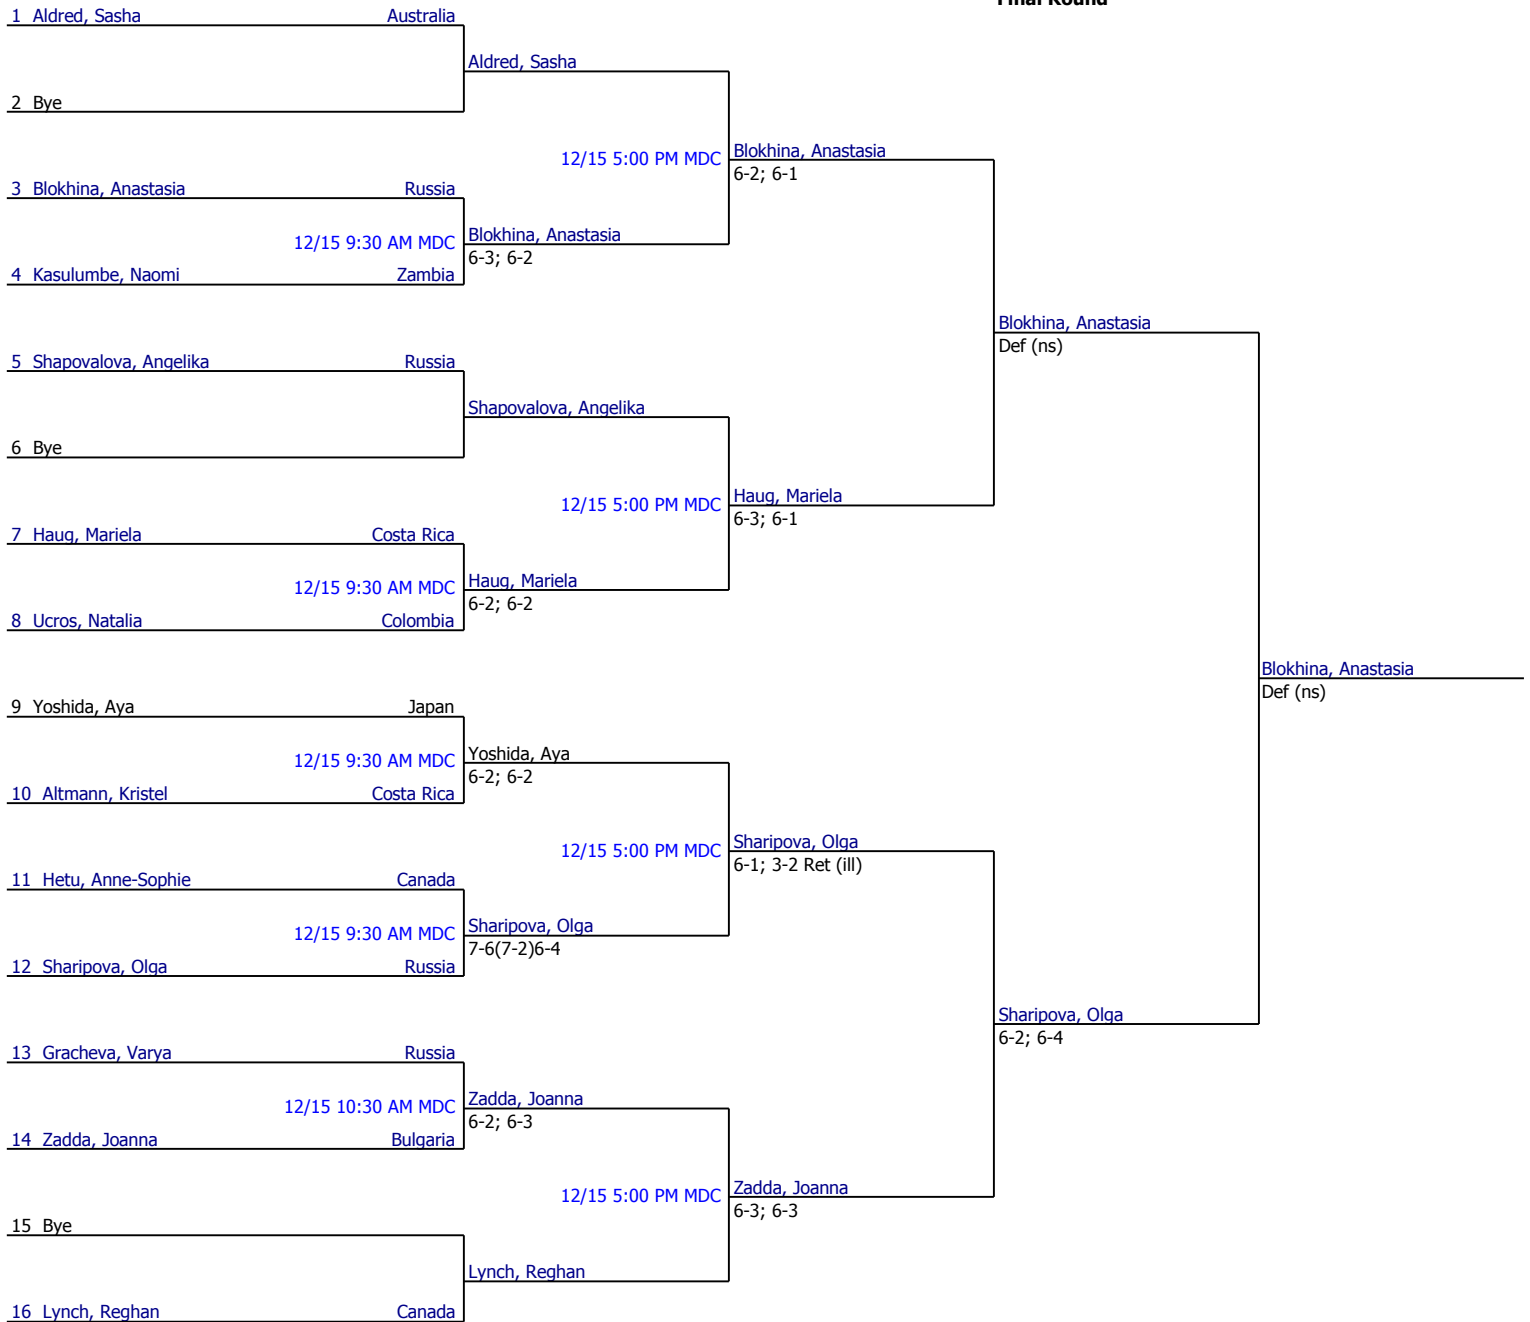 Final Round
1 Aldred, Sasha Australia
Aldred, Sasha
2 Bye
12/15 5:00 PM MDC Blokhina, Anastasia
6-2; 6-1
3 Blokhina, Anastasia Russia
12/15 9:30 AM MDC Blokhina, Anastasia
6-3; 6-2
4 Kasulumbe, Naomi Zambia
Blokhina, Anastasia
Def (ns)
5 Shapovalova, Angelika Russia
Shapovalova, Angelika
6 Bye
12/15 5:00 PM MDC Haug, Mariela
6-3; 6-1
7 Haug, Mariela Costa Rica
12/15 9:30 AM MDC Haug, Mariela
6-2; 6-2
8 Ucros, Natalia Colombia
Blokhina, Anastasia
Def (ns)
9 Yoshida, Aya Japan
12/15 9:30 AM MDC Yoshida, Aya
6-2; 6-2
10 Altmann, Kristel Costa Rica
12/15 5:00 PM MDC Sharipova, Olga
6-1; 3-2 Ret (ill)
11 Hetu, Anne-Sophie Canada
12/15 9:30 AM MDC Sharipova, Olga
7-6(7-2)6-4
12 Sharipova, Olga Russia
Sharipova, Olga
6-2; 6-4
13 Gracheva, Varya Russia
12/15 10:30 AM MDC Zadda, Joanna
6-2; 6-3
14 Zadda, Joanna Bulgaria
12/15 5:00 PM MDC Zadda, Joanna
6-3; 6-3
15 Bye
Lynch, Reghan
16 Lynch, Reghan Canada